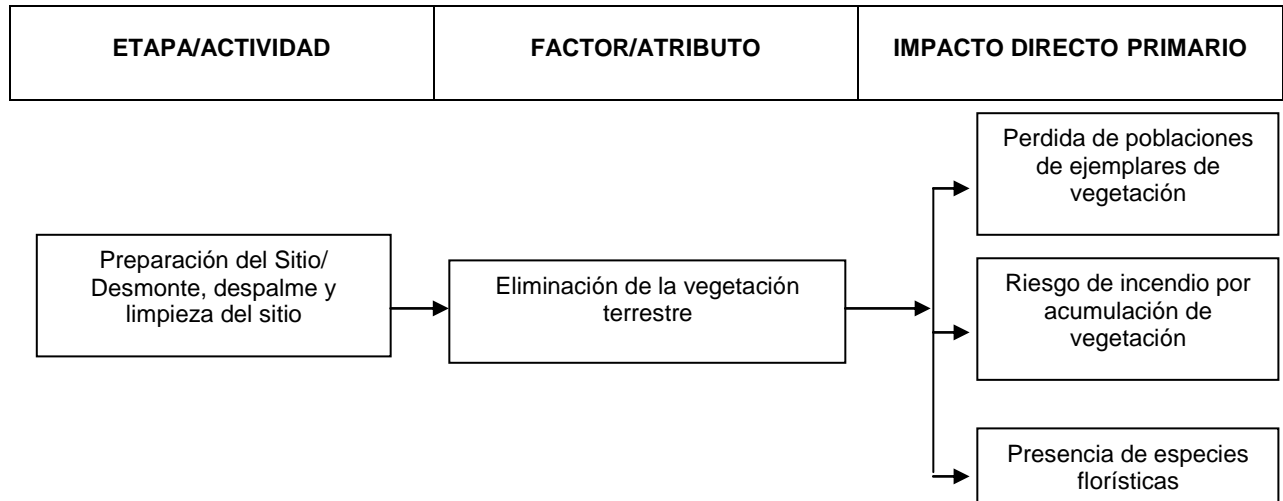 ETAPA/ACTIVIDAD
FACTOR/ATRIBUTO
IMPACTO DIRECTO PRIMARIO
Perdida de poblaciones
de ejemplares de
vegetación
Preparación del Sitio/
Desmonte, despalme y
limpieza del sitio
Eliminación de la vegetación
terrestre
Riesgo de incendio por
acumulación de
vegetación
Presencia de especies
florísticas